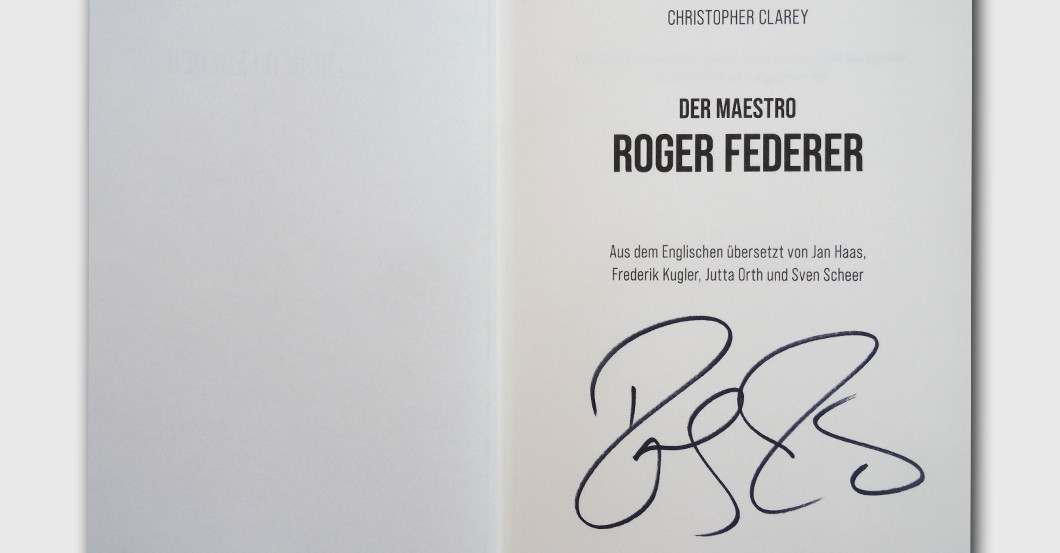 CHRISTOPHER CLAREY
DER MAESTRO
ROGER FEDERER
Aus dem Englischen übersetzt von Jan Haas,
Frederik Kugler, Jutta Orth und Sven Scheer